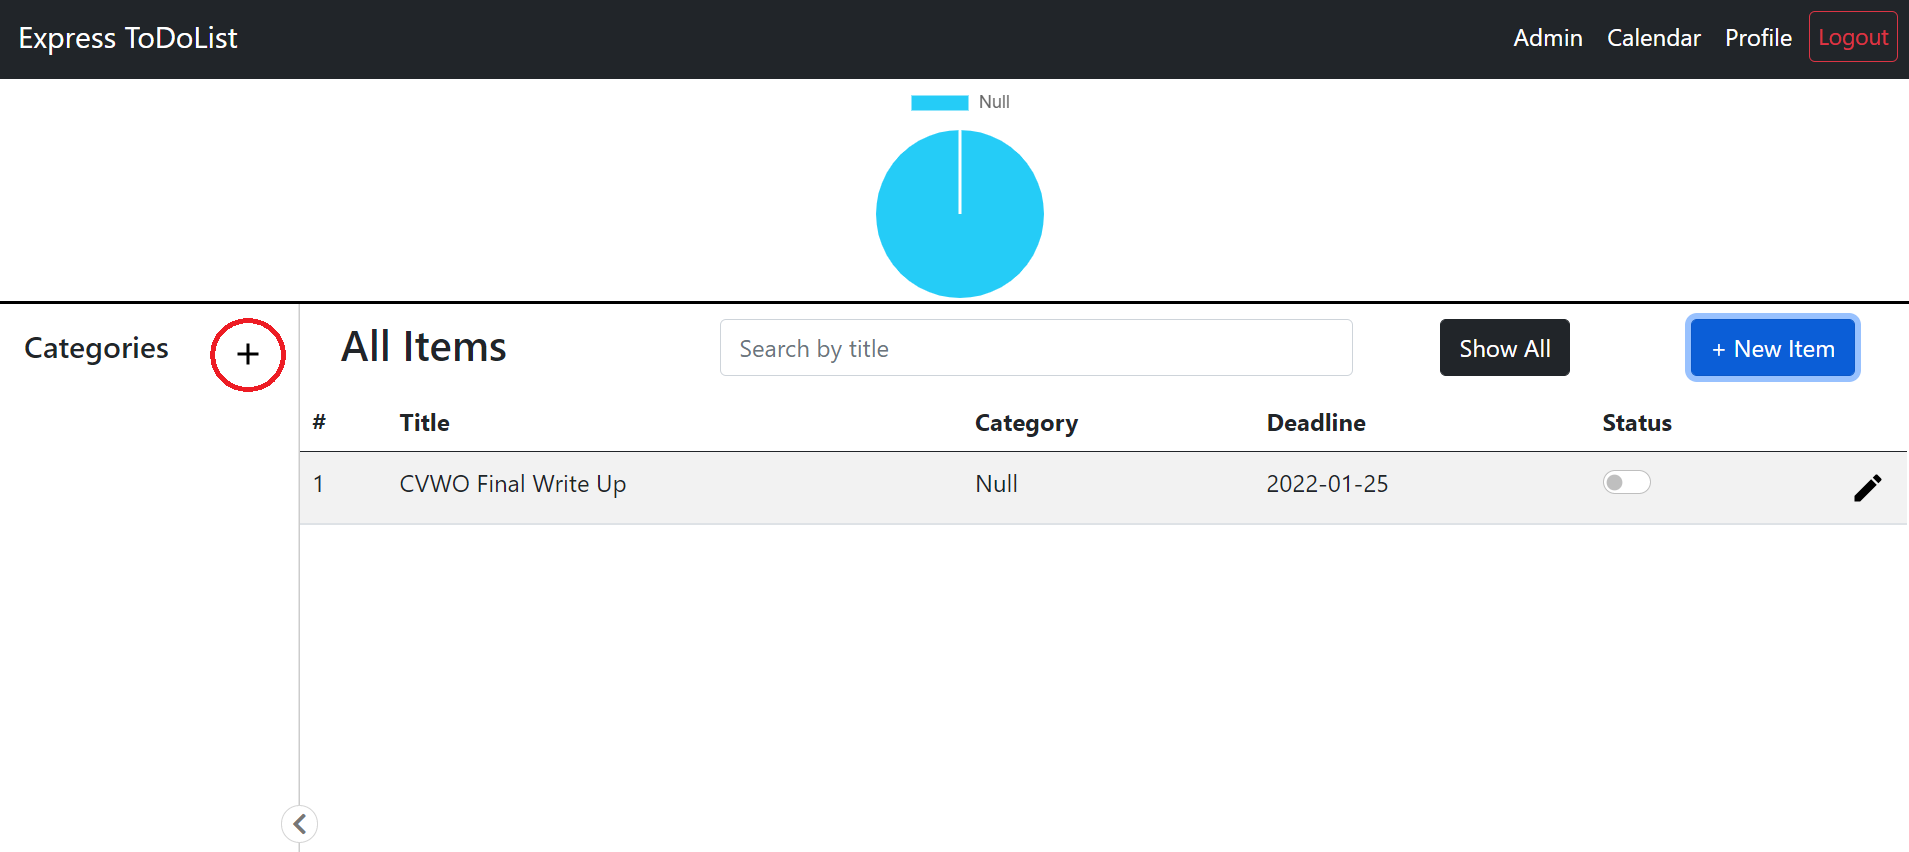 Express ToDoList Admin Calendar Profile Logout
Null
Categories + All Items Search by title Show All + New Item
# Title Category Deadline Status
1 CVWO Final Write Up Null 2022-01-25